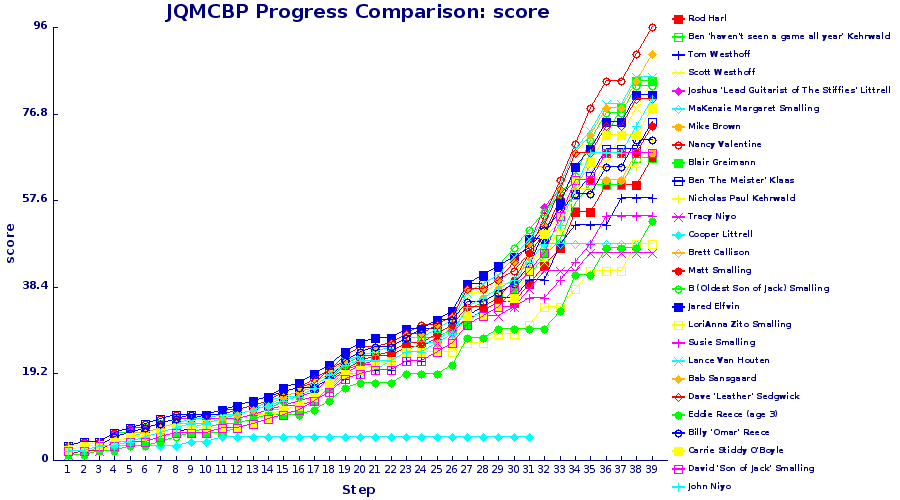 JQMCBP Progress Comparison: score
96
76.8
57.6
38.4
19.2
0
score
1 2 3 4 5 6 7 8 9 10 11 12 13 14 15 16 17 18 19 20 21 22 23 24 25 26 27 28 29 30 31 32 33 34 35 36 37 38 39
Step
Rod Harl
Ben 'haven't seen a game all year' Kehrwald
Tom Westhoff
Scott Westhoff
Joshua 'Lead Guitarist of The Stiffies' Littrell
MaKenzie Margaret Smalling
Mike Brown
Nancy Valentine
Blair Greimann
Ben 'The Meister' Klaas
Nicholas Paul Kehrwald
Tracy Niyo
Cooper Littrell
Brett Callison
Matt Smalling
B (Oldest Son of Jack) Smalling
Jared Elfvin
LoriAnna Zito Smalling
Susie Smalling
Lance Van Houten
Bab Sansgaard
Dave 'Leather' Sedgwick
Eddie Reece (age 3)
Billy 'Omar' Reece
Carrie Stiddy O'Boyle
David 'Son of Jack' Smalling
John Niyo